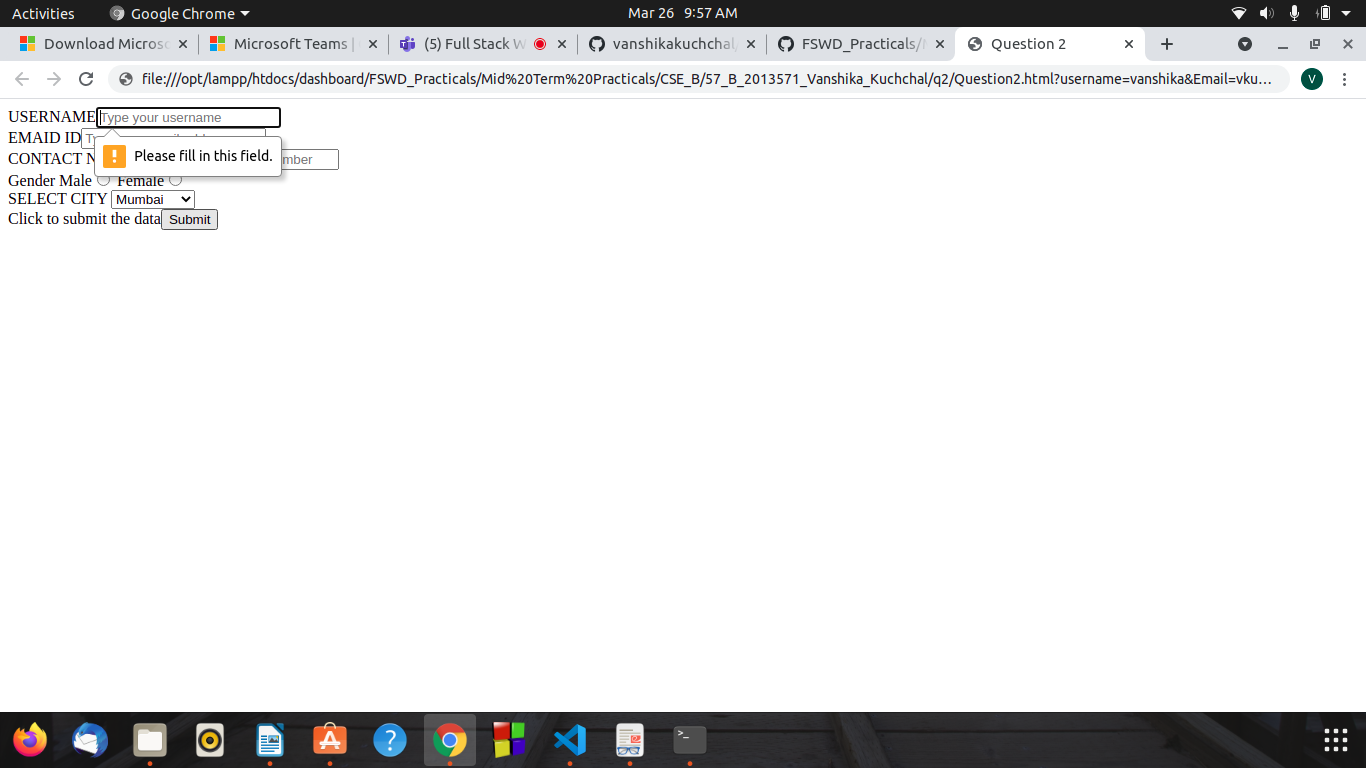 Activities Google Chrome Mar 26 9:57 AM
Download Micros Microsoft Teams | (5) Full Stack W vanshikakuchchal/ FSWD_Practicals/ Question 2
file:///opt/lampp/htdocs/dashboard/FSWD_Practicals/Mid%20Term%20Practicals/CSE_B/57_B_2013571_Vanshika_Kuchchal/q2/Question2.html?username=vanshika&Email=vku... V
USERNAME Type your username
EMAID ID
Please fill in this field.
CONTACT N mber
Gender Male Female
SELECT CITY Mumbai
Click to submit the data Submit